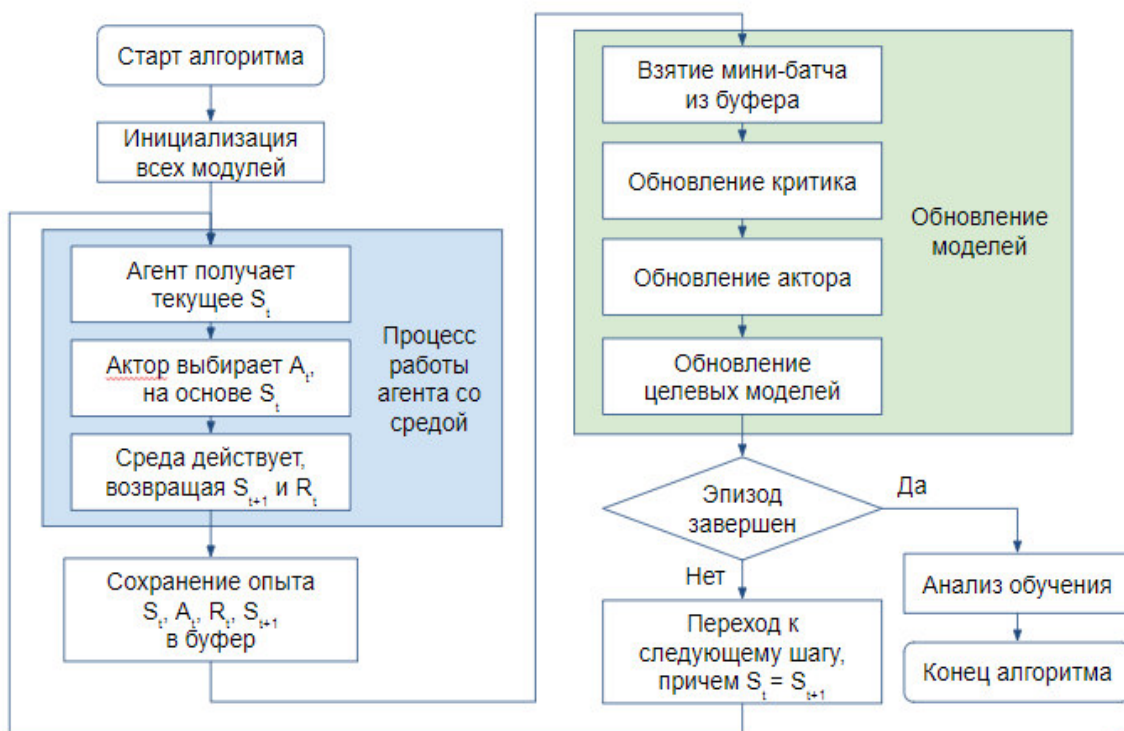 Старт алгоритма
Инициализация
всех модулей
Агент получает
текущее Sₜ
Актор выбирает Aₜ,
на основе Sₜ
Среда действует,
возвращая Sₜ₊₁ и Rₜ
Процесс
работы
агента со
средой
Сохранение опыта
Sₜ, Aₜ, Rₜ, Sₜ₊₁
в буфер
Взятие мини-батча
из буфера
Обновление критика
Обновление актора
Обновление
целевых моделей
Обновление
моделей
Эпизод
завершен
Да
Нет
Переход к
следующему шагу,
причем Sₜ = Sₜ₊₁
Анализ обучения
Конец алгоритма